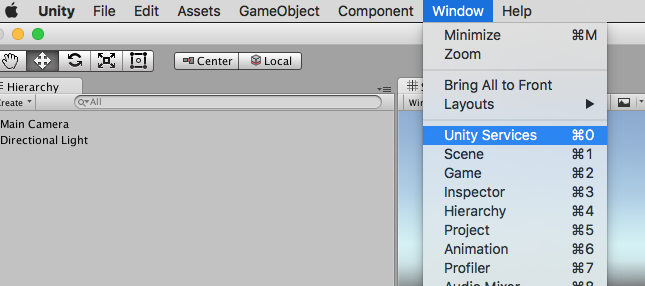 Unity File Edit Assets GameObject Component Window Help
Minimize ⌘M
Zoom
Center Local
Bring All to Front
Hierarchy
Layouts
Create All
Main Camera
Directional Light
Unity Services ⌘0
Scene ⌘1
Game ⌘2
Inspector ⌘3
Hierarchy ⌘4
Project ⌘5
Animation ⌘6
Profiler ⌘7